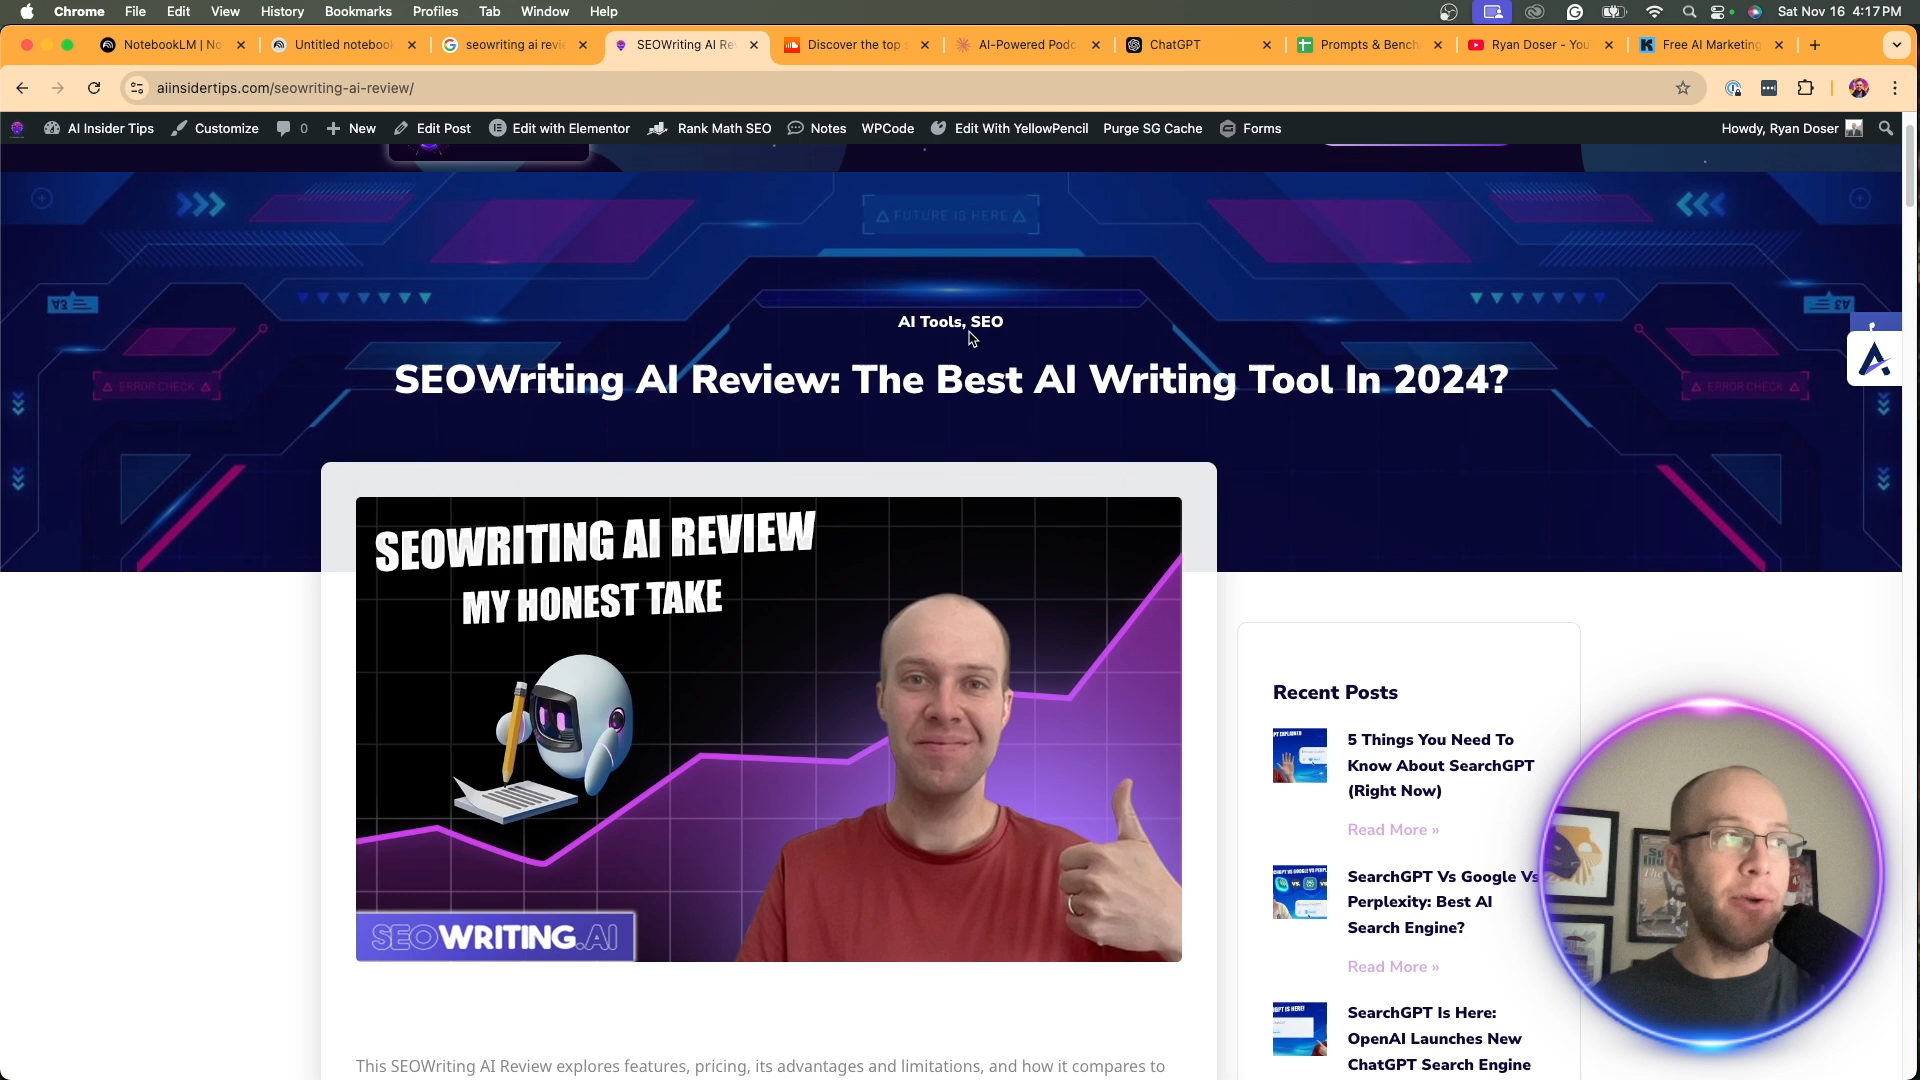 Chrome File Edit View History Bookmarks Profiles Tab Window Help Sat Nov 16 4:17 PM
NotebookLM | No Untitled notebook seowriting ai revie SEOWriting AI Re Discover the top AI-Powered Podc ChatGPT Prompts & Bench Ryan Doser - You Free AI Marketing
aiinsidertips.com/seowriting-ai-review/
AI Insider Tips Customize 0 New Edit Post Edit with Elementor Rank Math SEO Notes WPCode Edit With YellowPencil Purge SG Cache Forms Howdy, Ryan Doser
FUTURE IS HERE
AI Tools, SEO
SEOWriting AI Review: The Best AI Writing Tool In 2024?
ERROR CHECK
ERROR CHECK
SEOWRITING AI REVIEW
MY HONEST TAKE
SEOWRITING.AI
This SEOWriting AI Review explores features, pricing, its advantages and limitations, and how it compares to
Recent Posts
5 Things You Need To
Know About SearchGPT
(Right Now)
Read More »
SearchGPT Vs Google Vs
Perplexity: Best AI
Search Engine?
Read More »
SearchGPT Is Here:
OpenAI Launches New
ChatGPT Search Engine